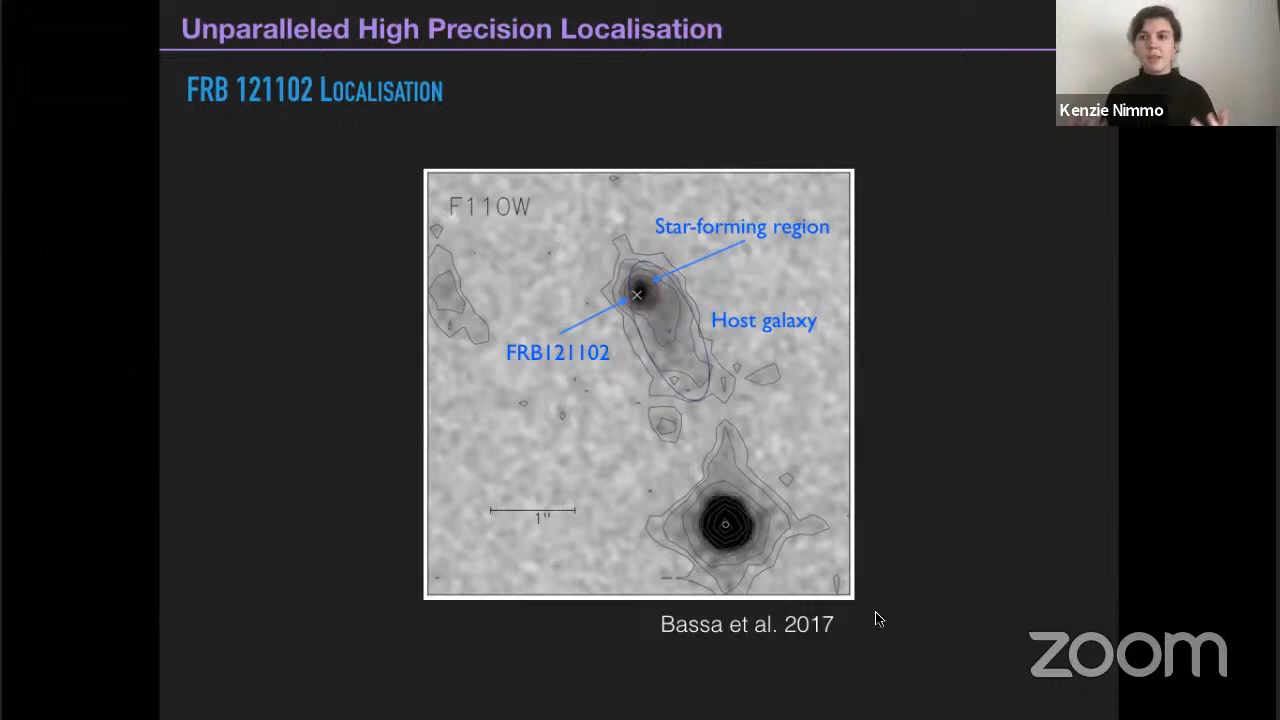 Unparalleled High Precision Localisation
FRB 121102 Localisation
Kenzie Nimmo
F110W
Star-forming region
Host galaxy
FRB121102
1"
Bassa et al. 2017
zoom